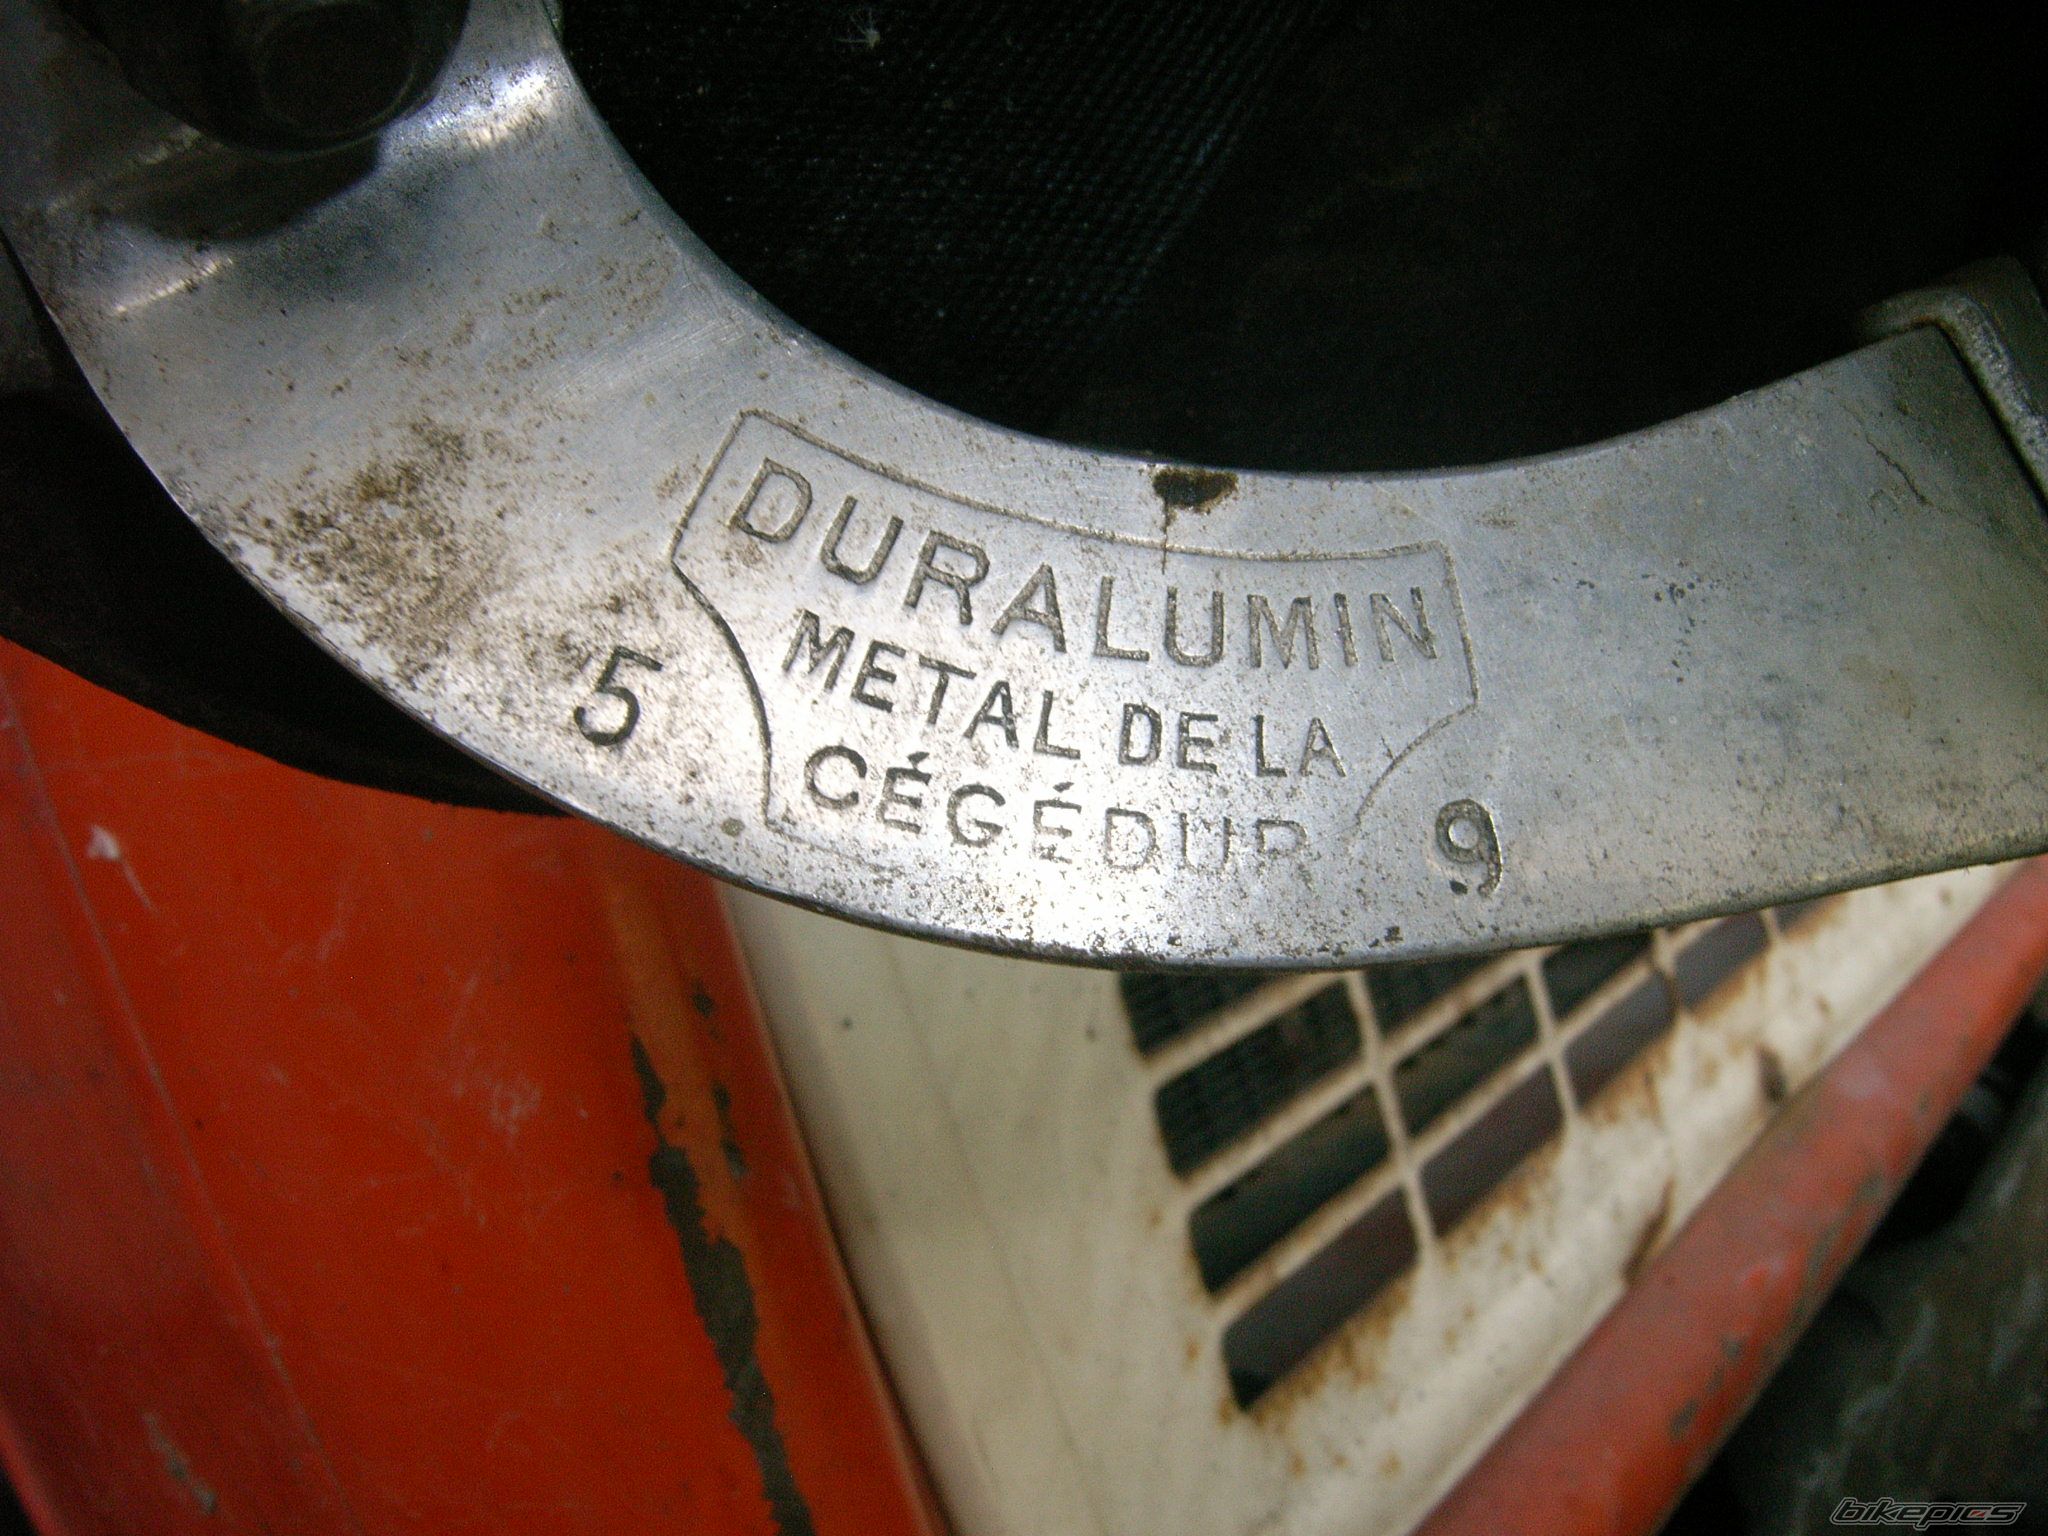 DURALUMIN
METAL DE LA
CÉGÉDUR
5
9
bikepics